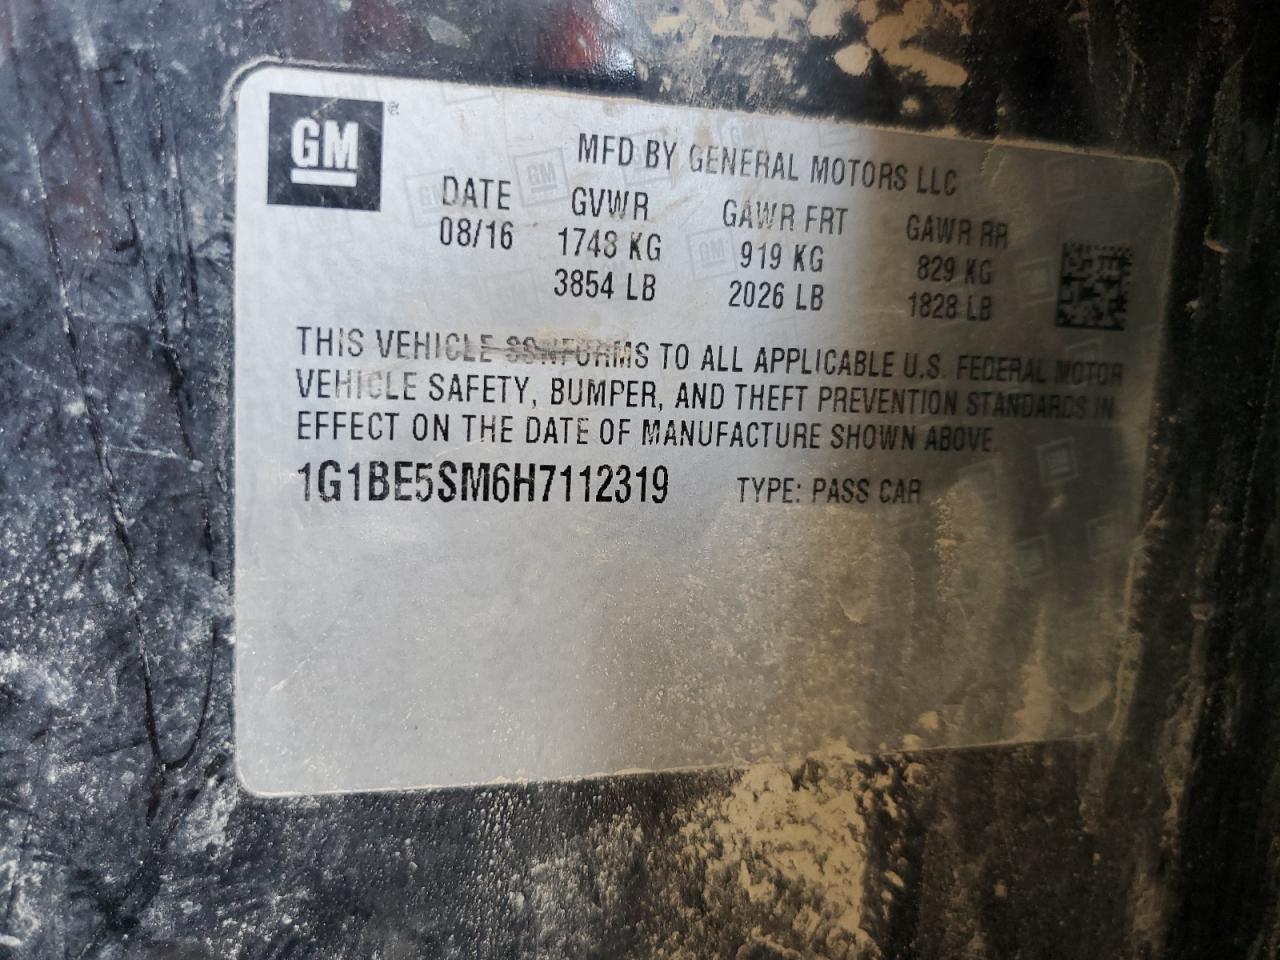 GM
MFD BY GENERAL MOTORS LLC
DATE GVWR GAWR FRT GAWR RR
08/16 1748 KG 919 KG 829 KG
3854 LB 2026 LB 1828 LB
THIS VEHICLE CONFORMS TO ALL APPLICABLE U.S. FEDERAL MOTOR
VEHICLE SAFETY, BUMPER, AND THEFT PREVENTION STANDARDS IN
EFFECT ON THE DATE OF MANUFACTURE SHOWN ABOVE.
1G1BE5SM6H7112319 TYPE: PASS CAR